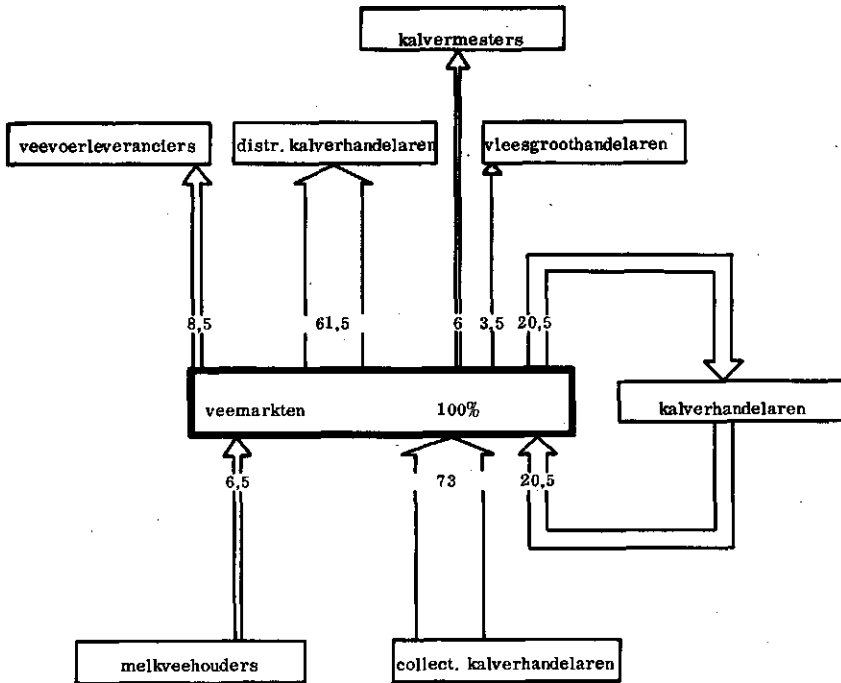 kalvermesters
veevoerleveranciers
distr. kalverhandelaren
vleesgroothandelaren
8,5
61,5
6
3,5
20,5
veemarkten 100%
kalverhandelaren
6,5
73
20,5
melkveehouders
collect. kalverhandelaren